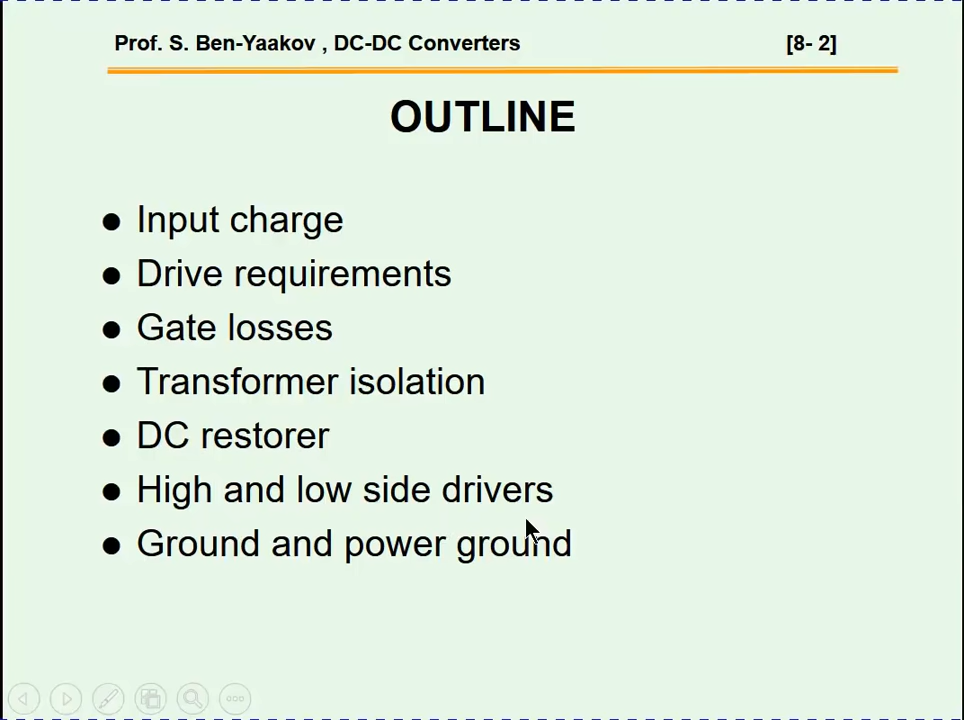 Prof. S. Ben-Yaakov , DC-DC Converters [8- 2]
OUTLINE
● Input charge
● Drive requirements
● Gate losses
● Transformer isolation
● DC restorer
● High and low side drivers
● Ground and power ground